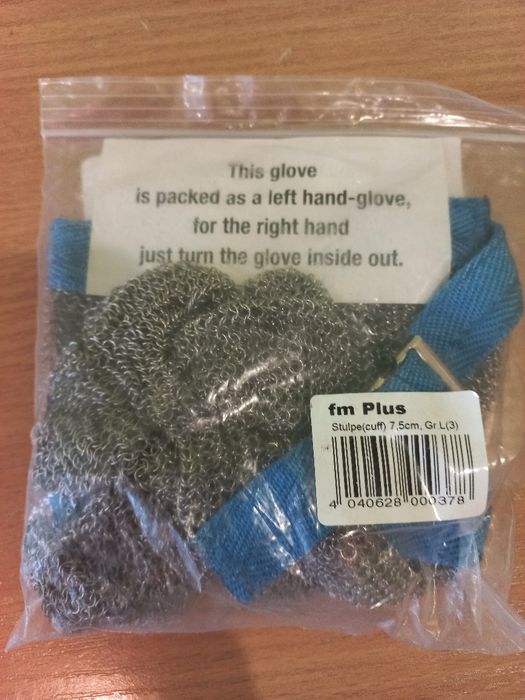 This glove
is packed as a left hand-glove,
for the right hand
just turn the glove inside out.
fm Plus
Stulpe(cuff) 7,5cm, Gr.L(3)
4 040628 000378